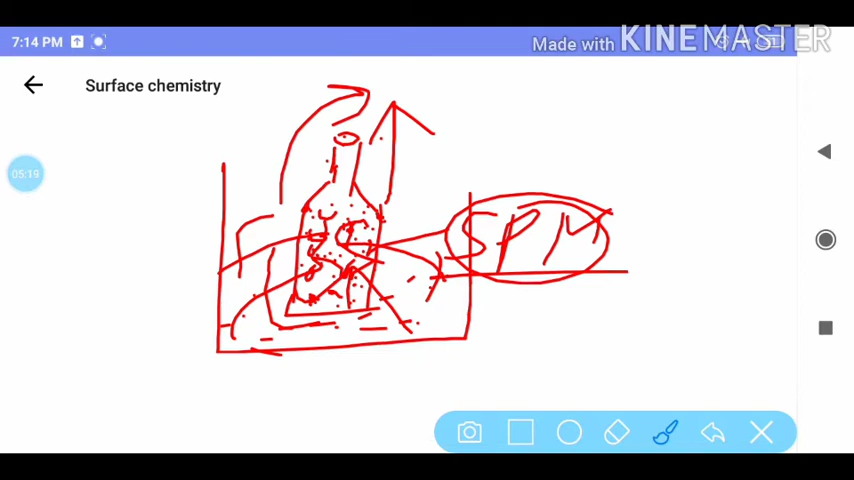 7:14 PM
Made with KINEMASTER
Surface chemistry
05:19
SPM